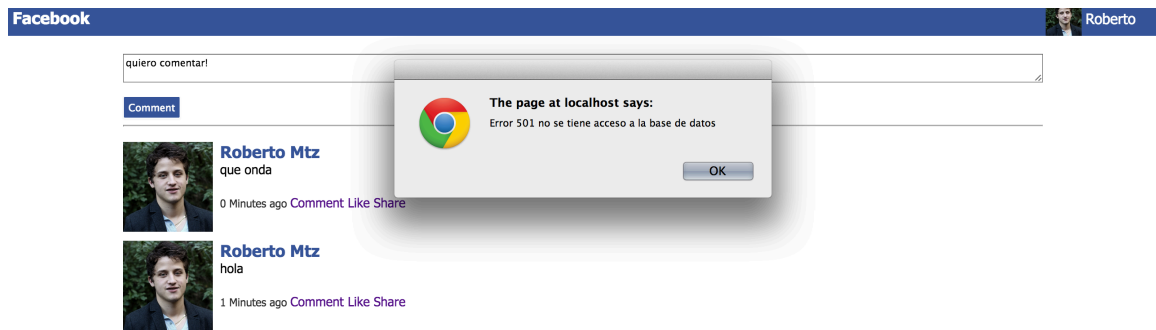 Facebook
Roberto
quiero comentar!
Comment
The page at localhost says:
Error 501 no se tiene acceso a la base de datos
OK
Roberto Mtz
que onda
0 Minutes ago Comment Like Share
Roberto Mtz
hola
1 Minutes ago Comment Like Share